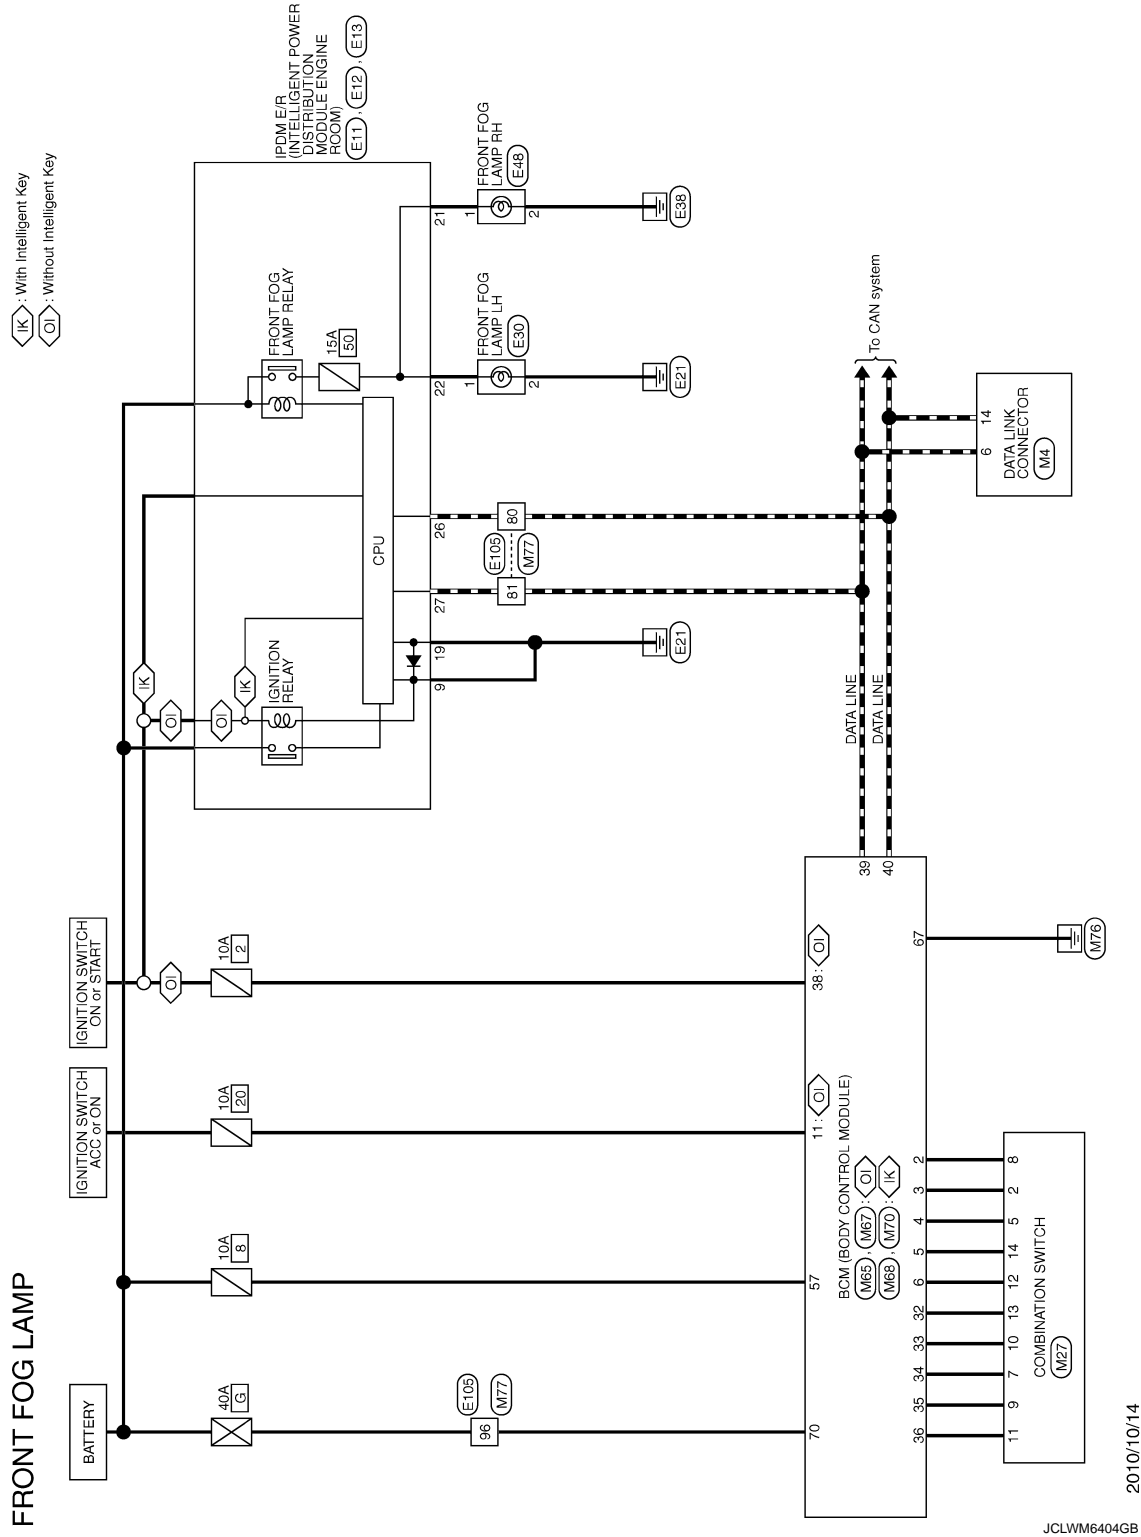 FRONT FOG LAMP
IK : With Intelligent Key
OI : Without Intelligent Key
BATTERY
IGNITION SWITCH
ACC or ON
IGNITION SWITCH
ON or START
40A
G
10A
8
10A
20
10A
2
OI
OI
IK
OI
IK
IGNITION
RELAY
FRONT FOG
LAMP RELAY
15A
50
CPU
IPDM E/R
(INTELLIGENT POWER
DISTRIBUTION
MODULE ENGINE
ROOM)
E11 , E12 , E13
9
19
27
26
22
21
E105
M77
96
E105
M77
81
80
1
FRONT FOG
LAMP LH
E30
2
1
FRONT FOG
LAMP RH
E48
2
E21
E21
E38
70
57
11 : OI
38 : OI
BCM (BODY CONTROL MODULE)
M65 , M67 : OI
M68 , M70 : IK
39
40
DATA LINE
DATA LINE
To CAN system
36
35
34
33
32
6
5
4
3
2
67
11
9
7
10
13
12
14
5
2
8
COMBINATION SWITCH
M27
M76
6
14
DATA LINK
CONNECTOR
M4
2010/10/14
JCLWM6404GB